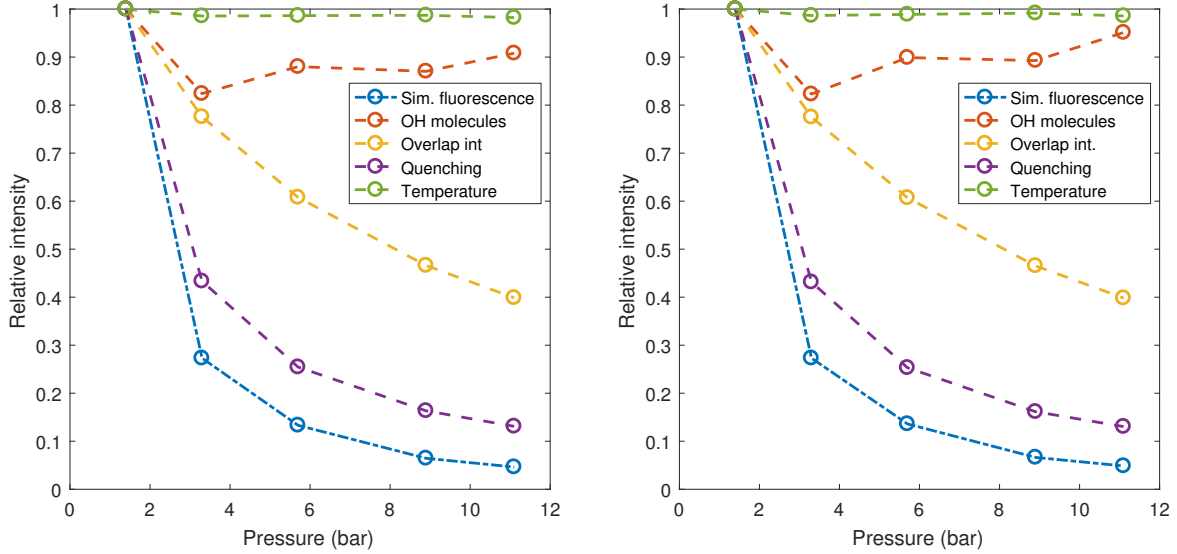 1
0.9
0.8
0.7
0.6
0.5
0.4
0.3
0.2
0.1
0
0 2 4 6 8 10 12
Relative intensity
Pressure (bar)
Sim. fluorescence
OH molecules
Overlap int
Quenching
Temperature
1
0.9
0.8
0.7
0.6
0.5
0.4
0.3
0.2
0.1
0
0 2 4 6 8 10 12
Relative intensity
Pressure (bar)
Sim. fluorescence
OH molecules
Overlap int.
Quenching
Temperature